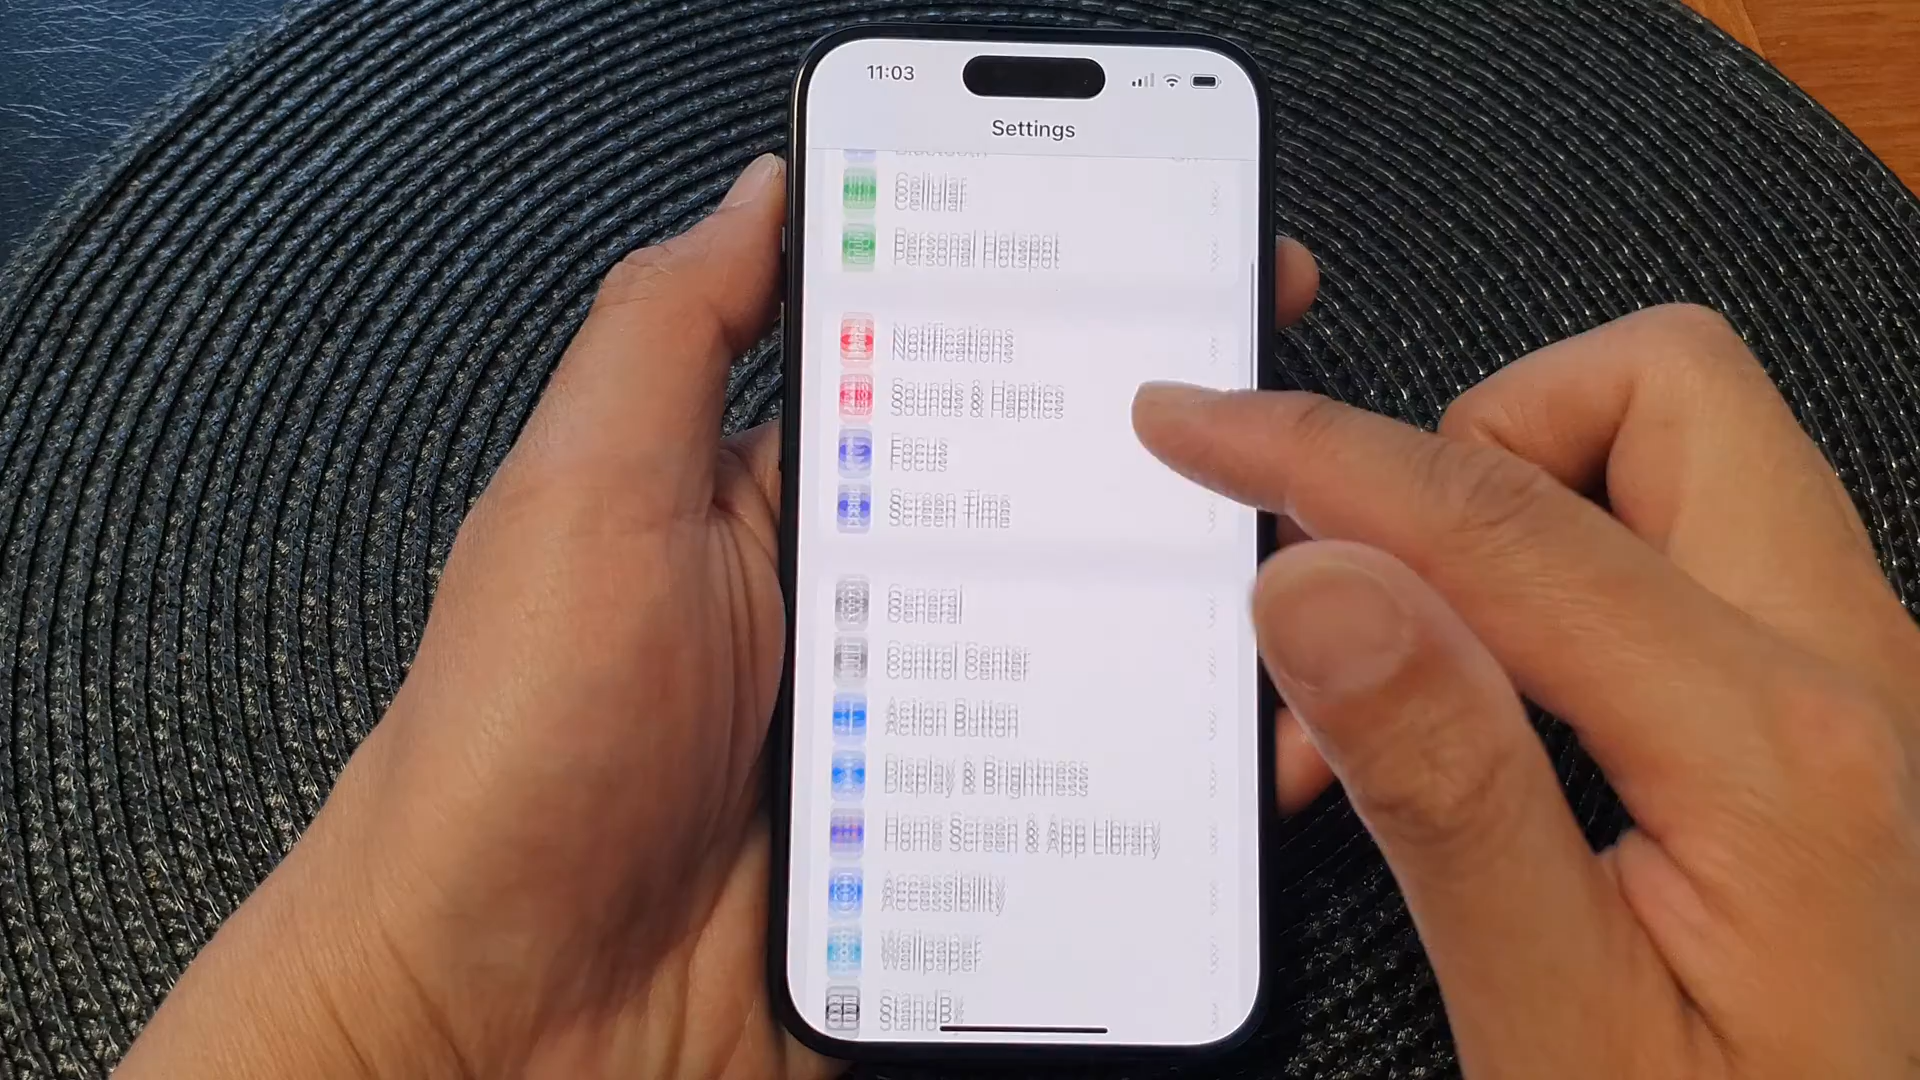 11:03
Settings
Bluetooth
Cellular
Personal Hotspot
Notifications
Sounds & Haptics
Focus
Screen Time
General
Control Center
Action Button
Display & Brightness
Home Screen & App Library
Accessibility
Wallpaper
StandBy